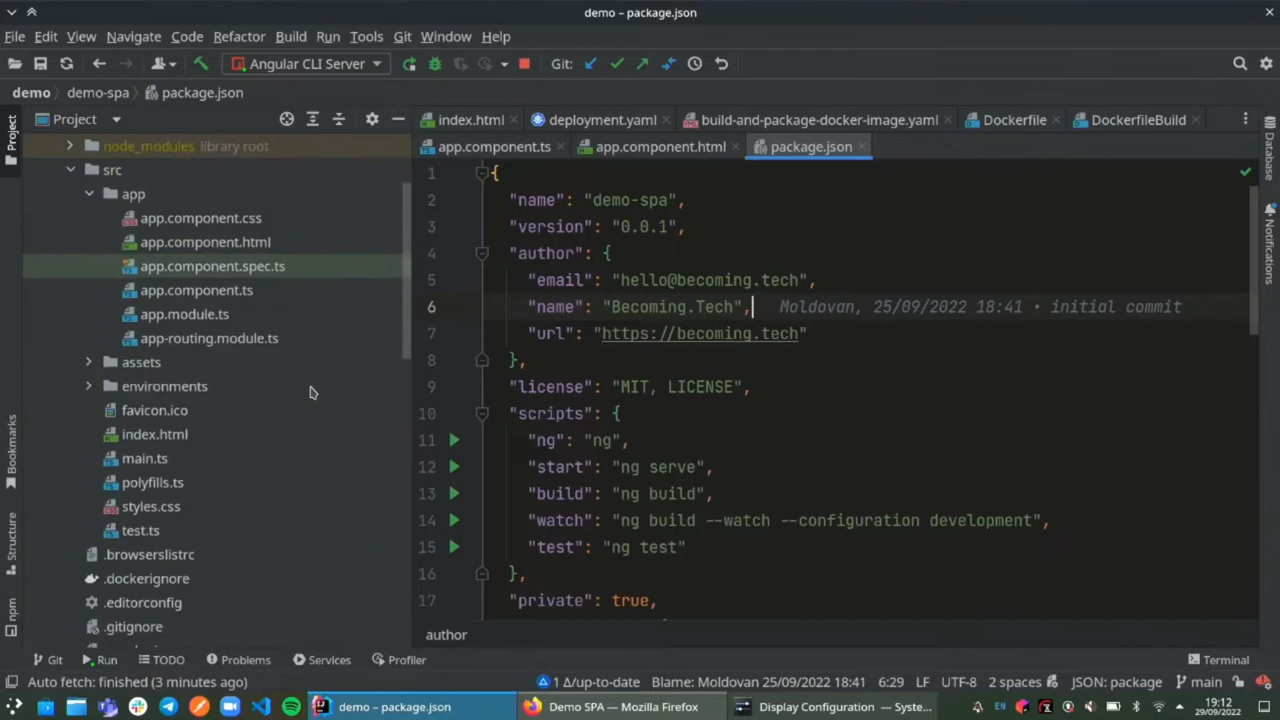 demo – package.json
File Edit View Navigate Code Refactor Build Run Tools Git Window Help
Angular CLI Server
Git:
demo demo-spa package.json
Project
index.html deployment.yaml build-and-package-docker-image.yaml Dockerfile DockerfileBuild
app.component.ts app.component.html package.json
Project
Bookmarks
Structure
npm
node_modules library root
src
app
app.component.css
app.component.html
app.component.spec.ts
app.component.ts
app.module.ts
app-routing.module.ts
assets
environments
favicon.ico
index.html
main.ts
polyfills.ts
styles.css
test.ts
.browserslistrc
.dockerignore
.editorconfig
.gitignore
1 {
2 "name": "demo-spa",
3 "version": "0.0.1",
4 "author": {
5 "email": "hello@becoming.tech",
6 "name": "Becoming.Tech", Moldovan, 25/09/2022 18:41 • initial commit
7 "url": "https://becoming.tech"
8 },
9 "license": "MIT, LICENSE",
10 "scripts": {
11 "ng": "ng",
12 "start": "ng serve",
13 "build": "ng build",
14 "watch": "ng build --watch --configuration development",
15 "test": "ng test"
16 },
17 "private": true,
author
Database
Notifications
Git Run TODO Problems Services Profiler Terminal
Auto fetch: finished (3 minutes ago) 1 Δ/up-to-date Blame: Moldovan 25/09/2022 18:41 6:29 LF UTF-8 2 spaces JSON: package main
demo – package.json Demo SPA — Mozilla Firefox Display Configuration — Syste... EN 19:12
29/09/2022